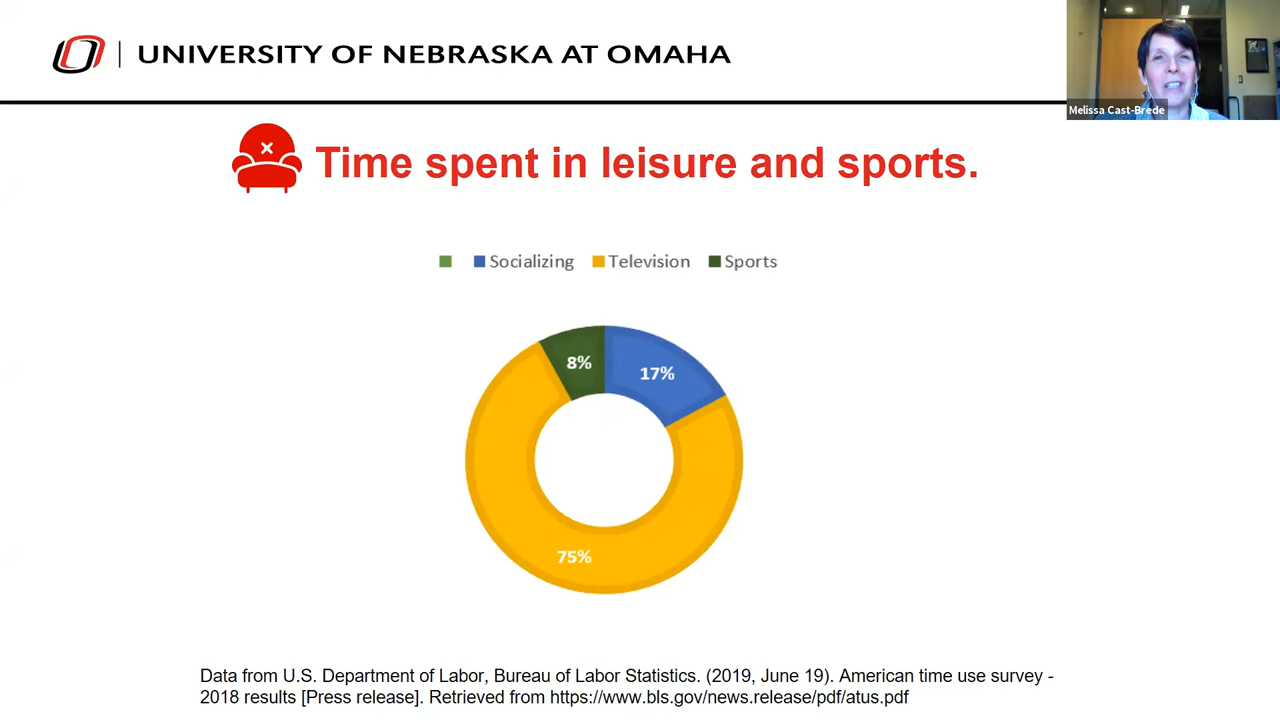 UNIVERSITY OF NEBRASKA AT OMAHA
Melissa Cast-Brede
Time spent in leisure and sports.
Socializing Television Sports
8%
17%
75%
Data from U.S. Department of Labor, Bureau of Labor Statistics. (2019, June 19). American time use survey -
2018 results [Press release]. Retrieved from https://www.bls.gov/news.release/pdf/atus.pdf